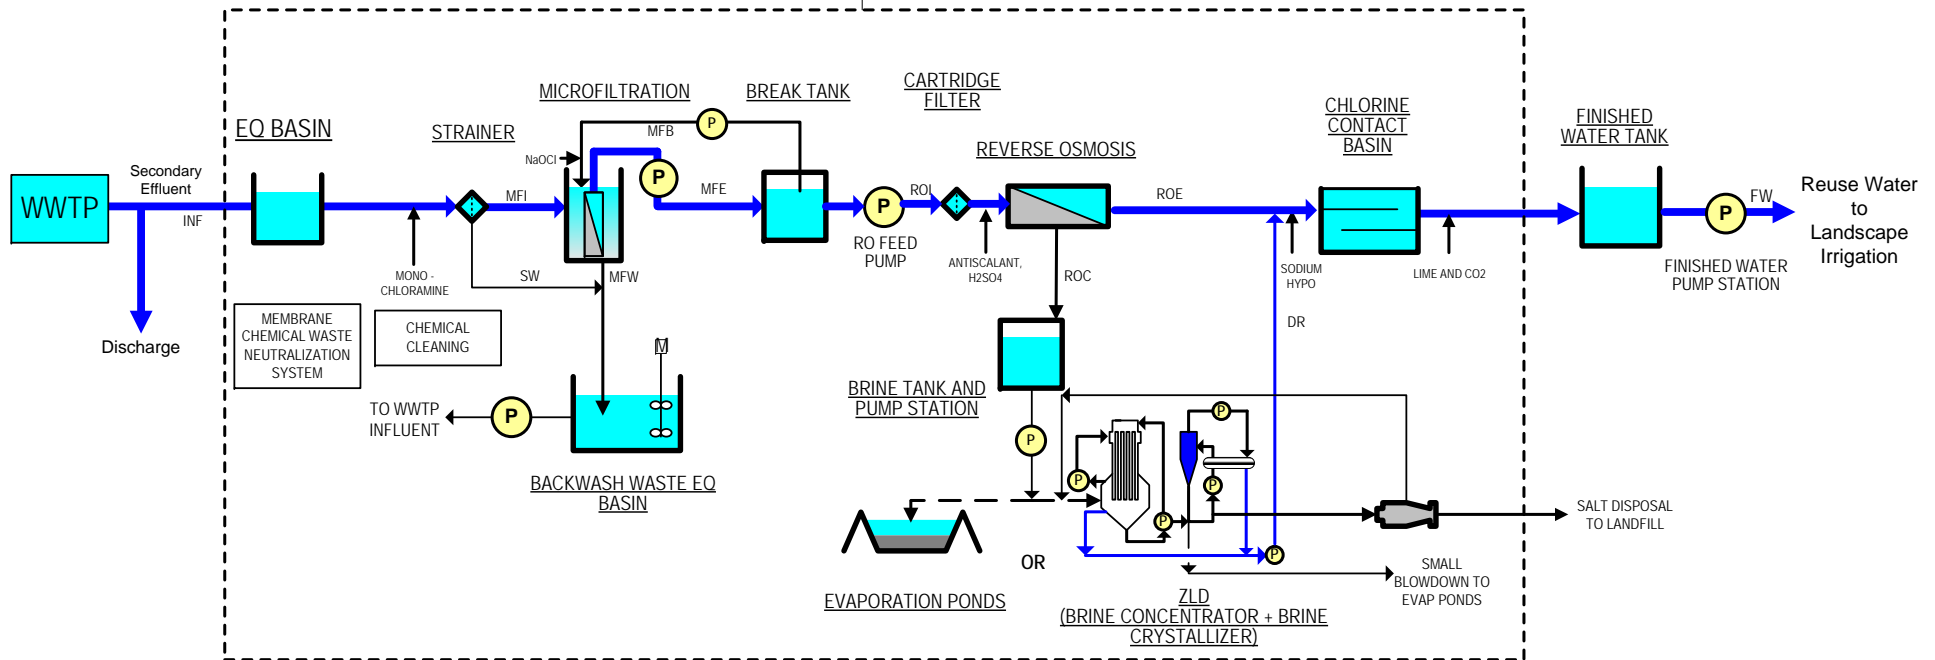 CARTRIDGE
FILTER
MICROFILTRATION
BREAK TANK
CHLORINE
CONTACT
BASIN
FINISHED
WATER TANK
EQ BASIN
STRAINER
MFB
P
NaOCl
REVERSE OSMOSIS
Secondary
Effluent
WWTP
INF
MFI
P
MFE
P
ROI
ROE
P
FW
Reuse Water
to
Landscape
Irrigation
RO FEED
PUMP
ANTISCALANT,
H2SO4
SODIUM
HYPO
LIME AND CO2
FINISHED WATER
PUMP STATION
MONO -
CHLORAMINE
SW
MFW
ROC
DR
Discharge
MEMBRANE
CHEMICAL WASTE
NEUTRALIZATION
SYSTEM
CHEMICAL
CLEANING
M
BRINE TANK AND
PUMP STATION
TO WWTP
INFLUENT
P
P
P
P
P
P
P
BACKWASH WASTE EQ
BASIN
SALT DISPOSAL
TO LANDFILL
OR
SMALL
BLOWDOWN TO
EVAP PONDS
EVAPORATION PONDS
ZLD
(BRINE CONCENTRATOR + BRINE
CRYSTALLIZER)